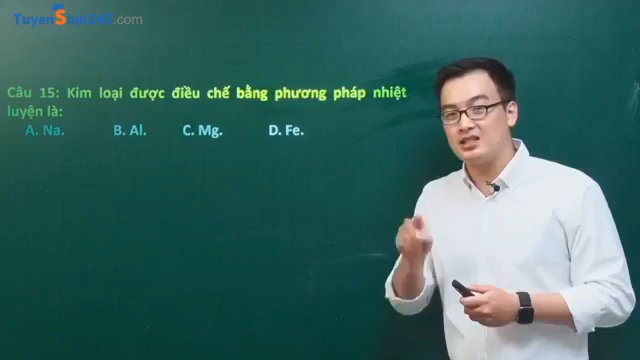 TuyenSinh247.com
Câu 15: Kim loại được điều chế bằng phương pháp nhiệt
luyện là:
A. Na. B. Al. C. Mg. D. Fe.